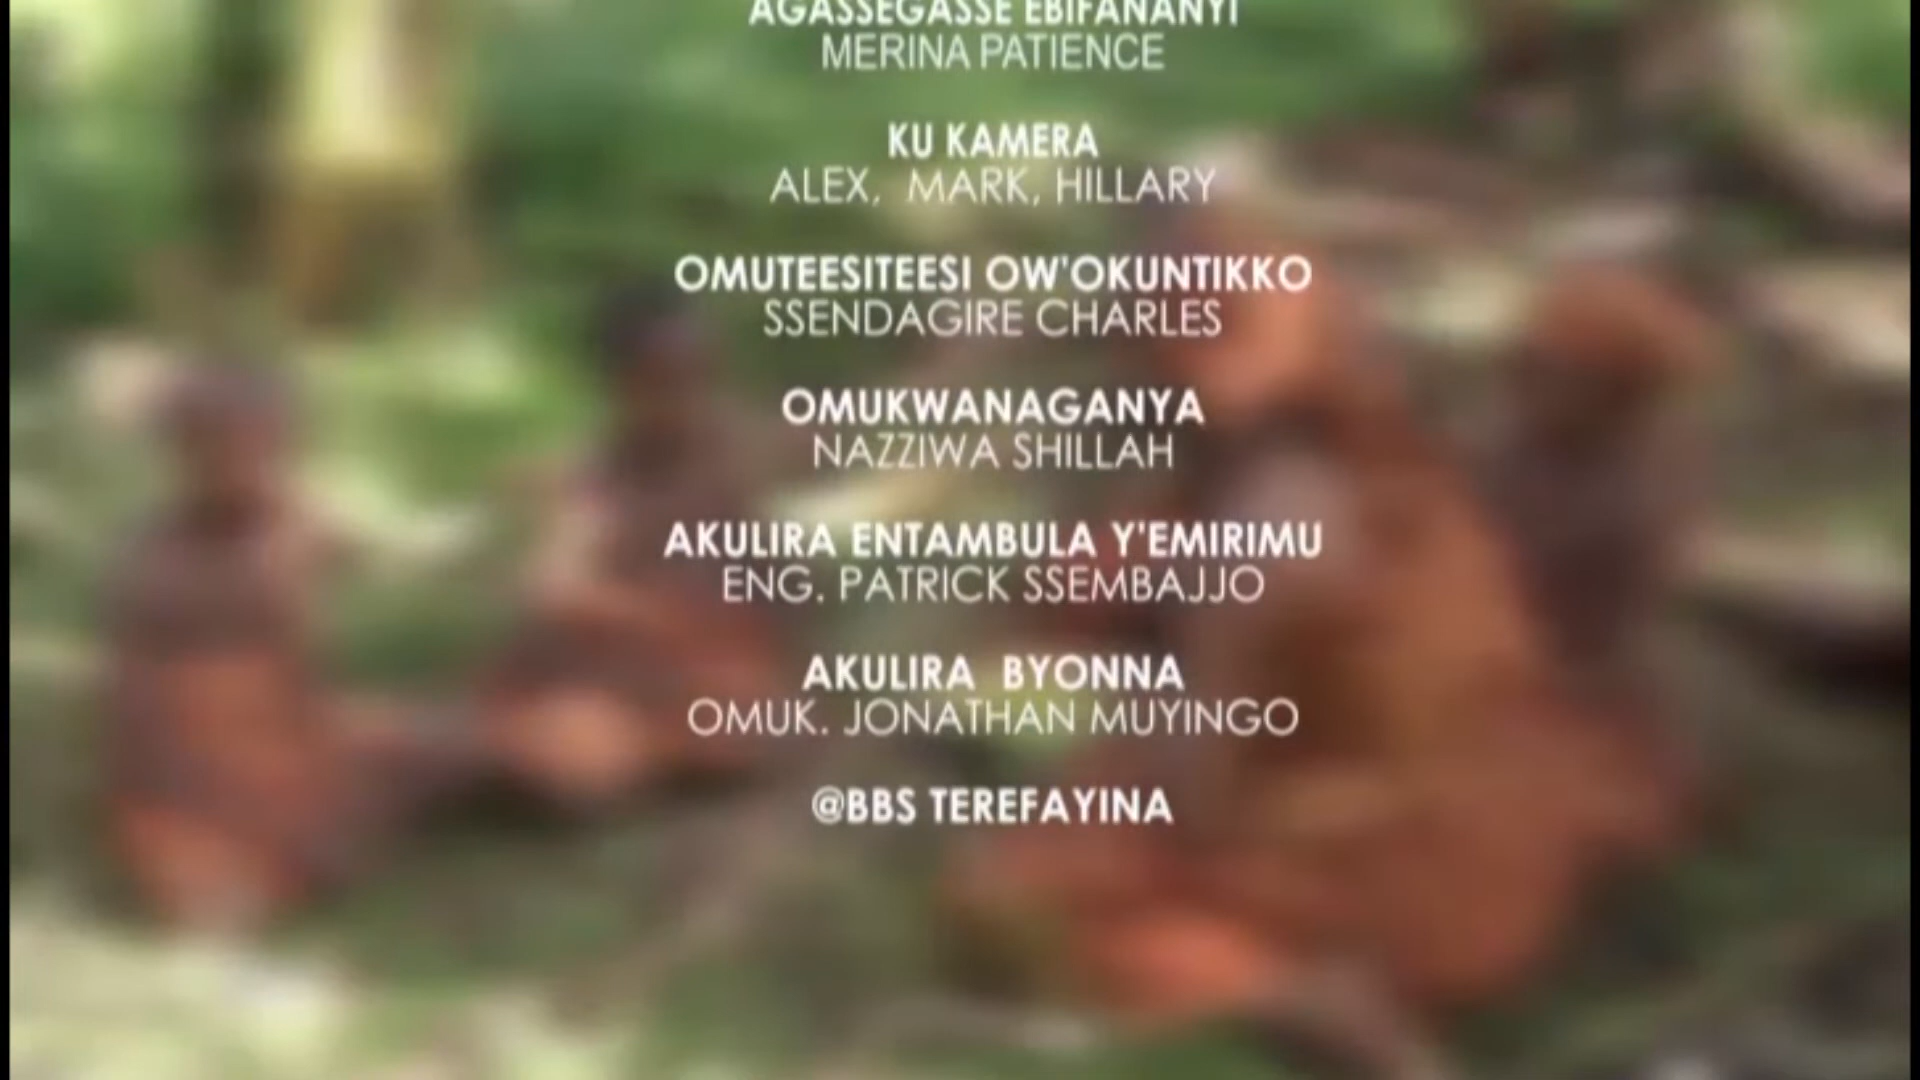 AGASSEGASSE EBIFANANYI
MERINA PATIENCE
KU KAMERA
ALEX, MARK, HILLARY
OMUTEESITEESI OW'OKUNTIKKO
SSENDAGIRE CHARLES
OMUKWANAGANYA
NAZZIWA SHILLAH
AKULIRA ENTAMBULA Y'EMIRIMU
ENG. PATRICK SSEMBAJJO
AKULIRA BYONNA
OMUK. JONATHAN MUYINGO
@BBS TEREFAYINA